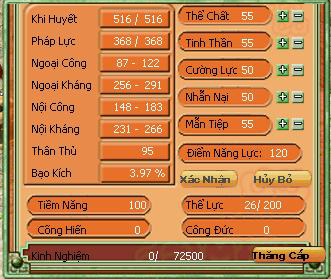 Khí Huyết 516 / 516
Pháp Lực 368 / 368
Ngoại Công 87 - 122
Ngoại Kháng 256 - 291
Nội Công 148 - 183
Nội Kháng 231 - 266
Thân Thủ 95
Bạo Kích 3.97 %
Thể Chất 55
Tinh Thần 55
Cường Lực 50
Nhẫn Nại 50
Mẫn Tiệp 55
Điểm Năng Lực: 120
Xác Nhận Hủy Bỏ
Tiềm Năng 100 Thể Lực 26/ 200
Cống Hiến 0 Công Đức 0
Kinh Nghiệm 0/ 72500 Thăng Cấp